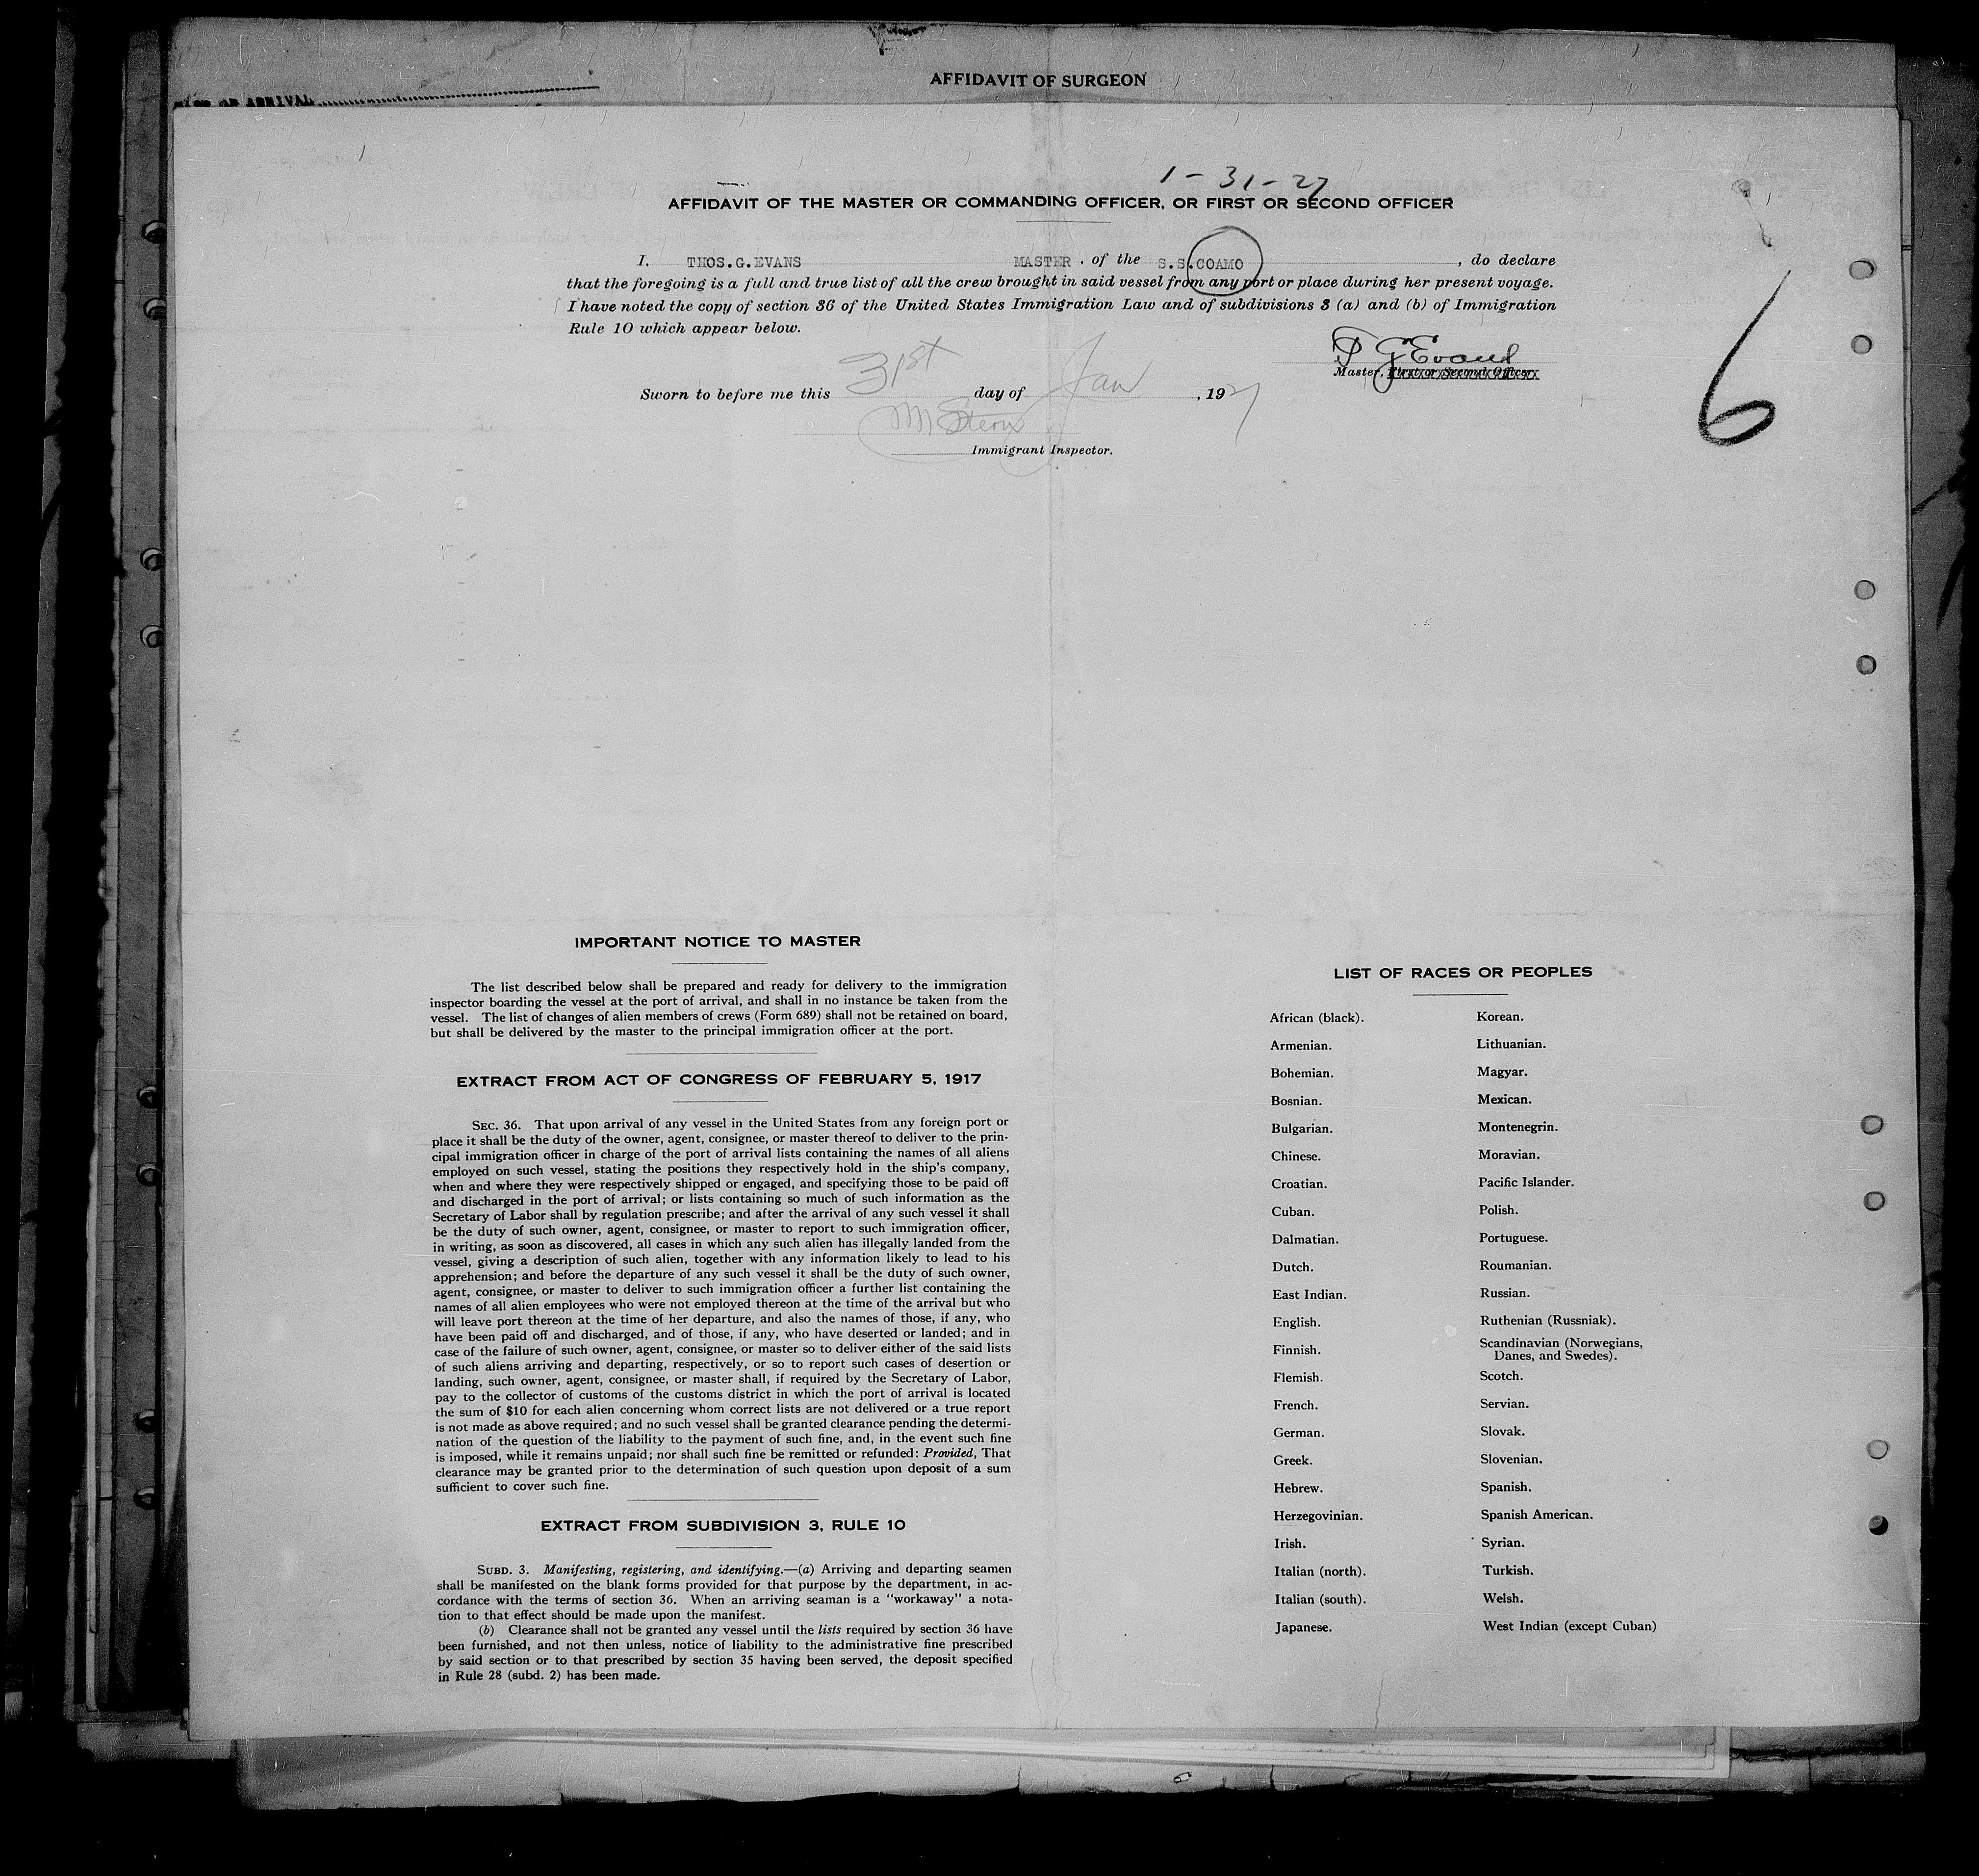 AFFIDAVIT OF SURGEON
OF ARRIVAL
1-31-27
AFFIDAVIT OF THE MASTER OR COMMANDING OFFICER, OR FIRST OR SECOND OFFICER
I, THOS.G.EVANS MASTER, of the S.S.COAMO, do declare
that the foregoing is a full and true list of all the crew brought in said vessel from any port or place during her present voyage.
I have noted the copy of section 36 of the United States Immigration Law and of subdivisions 3 (a) and (b) of Immigration
Rule 10 which appear below.
T G Evans
Master, First or Second Officer.
6
Sworn to before me this 31st day of Jan, 1927
Immigrant Inspector.
IMPORTANT NOTICE TO MASTER
The list described below shall be prepared and ready for delivery to the immigration
inspector boarding the vessel at the port of arrival, and shall in no instance be taken from the
vessel. The list of changes of alien members of crews (Form 689) shall not be retained on board,
but shall be delivered by the master to the principal immigration officer at the port.
EXTRACT FROM ACT OF CONGRESS OF FEBRUARY 5, 1917
SEC. 36. That upon arrival of any vessel in the United States from any foreign port or
place it shall be the duty of the owner, agent, consignee, or master thereof to deliver to the prin-
cipal immigration officer in charge of the port of arrival lists containing the names of all aliens
employed on such vessel, stating the positions they respectively hold in the ship's company,
when and where they were respectively shipped or engaged, and specifying those to be paid off
and discharged in the port of arrival; or lists containing so much of such information as the
Secretary of Labor shall by regulation prescribe; and after the arrival of any such vessel it shall
be the duty of such owner, agent, consignee, or master to report to such immigration officer,
in writing, as soon as discovered, all cases in which any such alien has illegally landed from the
vessel, giving a description of such alien, together with any information likely to lead to his
apprehension; and before the departure of any such vessel it shall be the duty of such owner,
agent, consignee, or master to deliver to such immigration officer a further list containing the
names of all alien employees who were not employed thereon at the time of the arrival but who
will leave port thereon at the time of her departure, and also the names of those, if any, who
have been paid off and discharged, and of those, if any, who have deserted or landed; and in
case of the failure of such owner, agent, consignee, or master so to deliver either of the said lists
of such aliens arriving and departing, respectively, or so to report such cases of desertion or
landing, such owner, agent, consignee, or master shall, if required by the Secretary of Labor,
pay to the collector of customs of the customs district in which the port of arrival is located
the sum of $10 for each alien concerning whom correct lists are not delivered or a true report
is not made as above required; and no such vessel shall be granted clearance pending the determi-
nation of the question of the liability to the payment of such fine, and, in the event such fine
is imposed, while it remains unpaid; nor shall such fine be remitted or refunded: Provided, That
clearance may be granted prior to the determination of such question upon deposit of a sum
sufficient to cover such fine.
EXTRACT FROM SUBDIVISION 3, RULE 10
SUBD. 3. Manifesting, registering, and identifying.—(a) Arriving and departing seamen
shall be manifested on the blank forms provided for that purpose by the department, in ac-
cordance with the terms of section 36. When an arriving seaman is a "workaway" a nota-
tion to that effect should be made upon the manifest.
(b) Clearance shall not be granted any vessel until the lists required by section 36 have
been furnished, and not then unless, notice of liability to the administrative fine prescribed
by said section or to that prescribed by section 35 having been served, the deposit specified
in Rule 28 (subd. 2) has been made.
LIST OF RACES OR PEOPLES
African (black). Korean.
Armenian. Lithuanian.
Bohemian. Magyar.
Bosnian. Mexican.
Bulgarian. Montenegrin.
Chinese. Moravian.
Croatian. Pacific Islander.
Cuban. Polish.
Dalmatian. Portuguese.
Dutch. Roumanian.
East Indian. Russian.
English. Ruthenian (Russniak).
Finnish. Scandinavian (Norwegians,
Danes, and Swedes).
Flemish. Scotch.
French. Servian.
German. Slovak.
Greek. Slovenian.
Hebrew. Spanish.
Herzegovinian. Spanish American.
Irish. Syrian.
Italian (north). Turkish.
Italian (south). Welsh.
Japanese. West Indian (except Cuban)